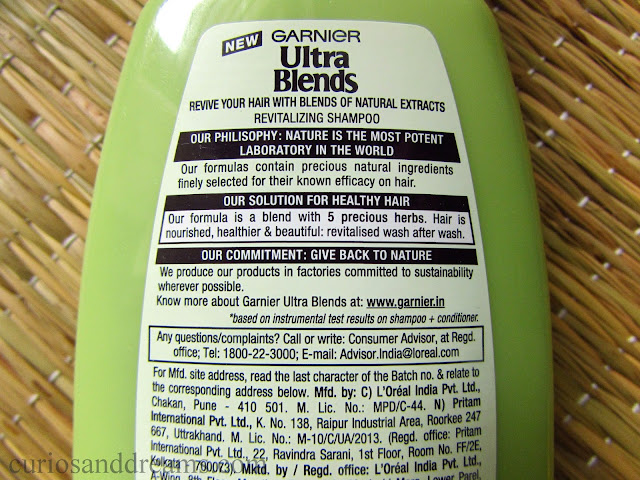 NEW GARNIER
Ultra
Blends
REVIVE YOUR HAIR WITH BLENDS OF NATURAL EXTRACTS
REVITALIZING SHAMPOO
OUR PHILISOPHY: NATURE IS THE MOST POTENT
LABORATORY IN THE WORLD
Our formulas contain precious natural ingredients
finely selected for their known efficacy on hair.
OUR SOLUTION FOR HEALTHY HAIR
Our formula is a blend with 5 precious herbs. Hair is
nourished, healthier & beautiful: revitalised wash after wash.
OUR COMMITMENT: GIVE BACK TO NATURE
We produce our products in factories committed to sustainability
wherever possible.
Know more about Garnier Ultra Blends at: www.garnier.in
*based on instrumental test results on shampoo + conditioner.
Any questions/complaints? Call or write: Consumer Advisor, at Regd.
office; Tel: 1800-22-3000; E-mail: Advisor.India@loreal.com
For Mfd. site address, read the last character of the Batch no. & relate to
the corresponding address below. Mfd. by: C) L'Oréal India Pvt. Ltd.,
Chakan, Pune - 410 501. M. Lic. No.: MPD/C-44. N) Pritam
International Pvt. Ltd., K. No. 138, Raipur Industrial Area, Roorkee 247
667, Uttrakhand. M. Lic. No.: M-10/C/UA/2013. (Regd. office: Pritam
International Pvt. Ltd., 22, Ravindra Sarani, 1st Floor, Room No. FF/2E,
Kolkata 790073) Mktd. by / Regd. office: L'Oréal India Pvt. Ltd.,
A-Wing, 8th Lower Parel,
curiosanddreams.com